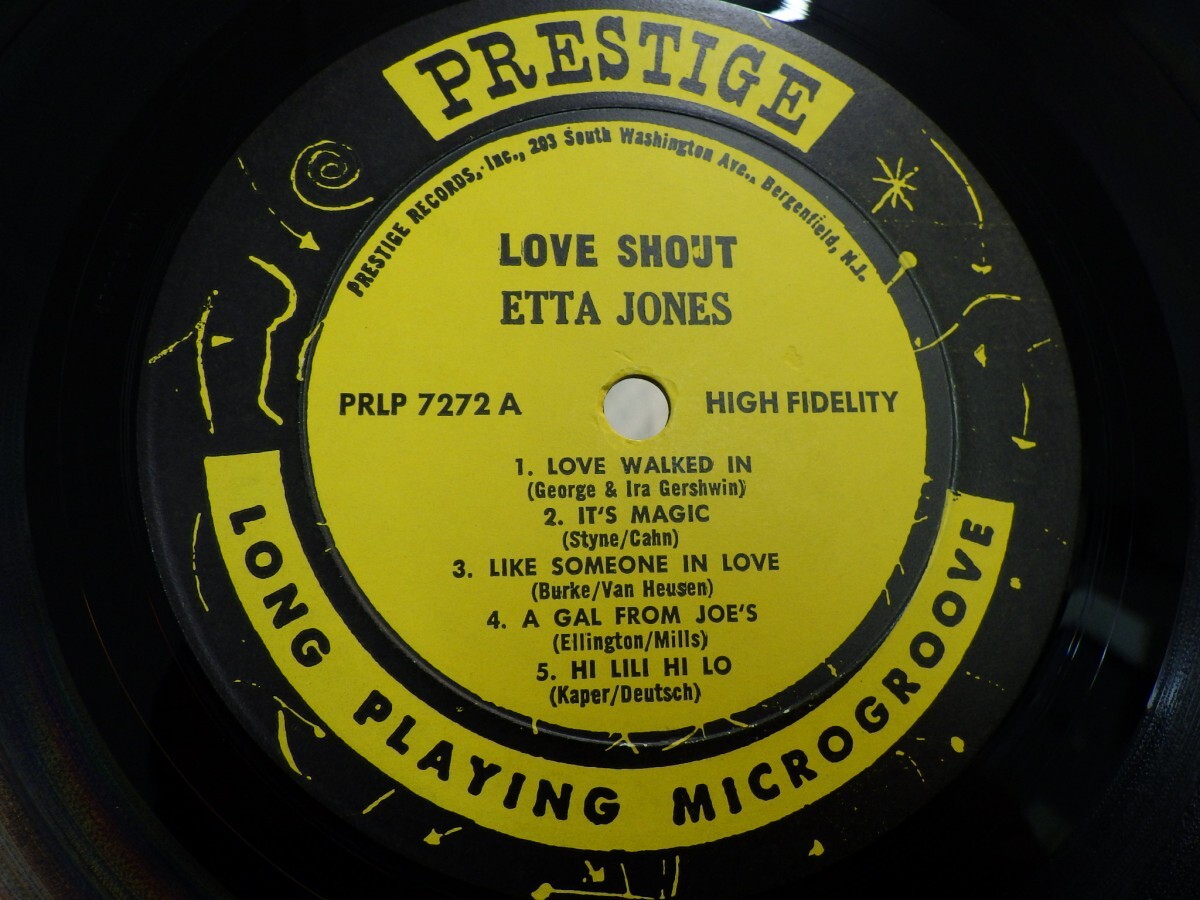 PRESTIGE
PRESTIGE RECORDS, Inc., 203 South Washington Ave., Bergenfield, N.J.
LOVE SHOUT
ETTA JONES
PRLP 7272 A
HIGH FIDELITY
1. LOVE WALKED IN
(George & Ira Gershwin)
2. IT'S MAGIC
(Styne/Cahn)
3. LIKE SOMEONE IN LOVE
(Burke/Van Heusen)
4. A GAL FROM JOE'S
(Ellington/Mills)
5. HI LILI HI LO
(Kaper/Deutsch)
LONG PLAYING MICROGROOVE